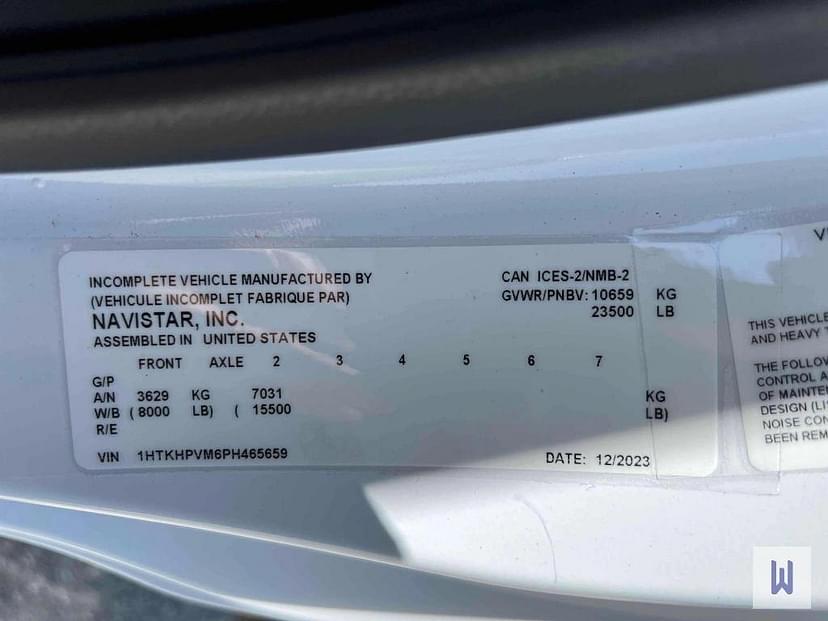 INCOMPLETE VEHICLE MANUFACTURED BY
(VEHICULE INCOMPLET FABRIQUE PAR)
NAVISTAR, INC.
ASSEMBLED IN UNITED STATES
CAN ICES-2/NMB-2
GVWR/PNBV: 10659 KG
23500 LB
FRONT AXLE 2 3 4 5 6 7
G/P
A/N 3629 KG 7031 KG
W/B (8000 LB) ( 15500 LB)
R/E
VIN 1HTKHPVM6PH465659
DATE: 12/2023
THIS VEHICLE
AND HEAVY
THE FOLLOW
CONTROL A
OF MAINTEN
DESIGN (LI
NOISE CON
BEEN REM
W